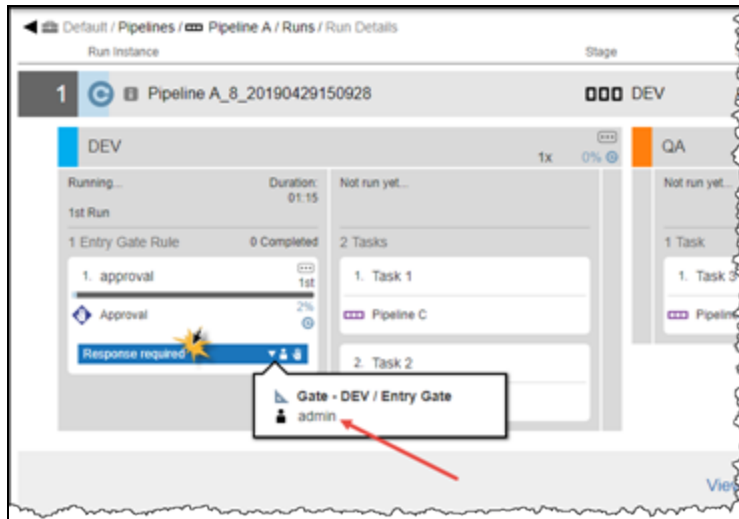 Default / Pipelines / Pipeline A / Runs / Run Details
Run Instance Stage
1 Pipeline A_8_20190429150928 DEV
DEV 1x 0% QA
Running... Duration: 01:15 Not run yet... Not run yet...
1st Run
1 Entry Gate Rule 0 Completed 2 Tasks 1 Task
1. approval 1st 1. Task 1 1. Task 3
Approval 2% Pipeline C
Response required 2. Task 2
Gate - DEV / Entry Gate
admin